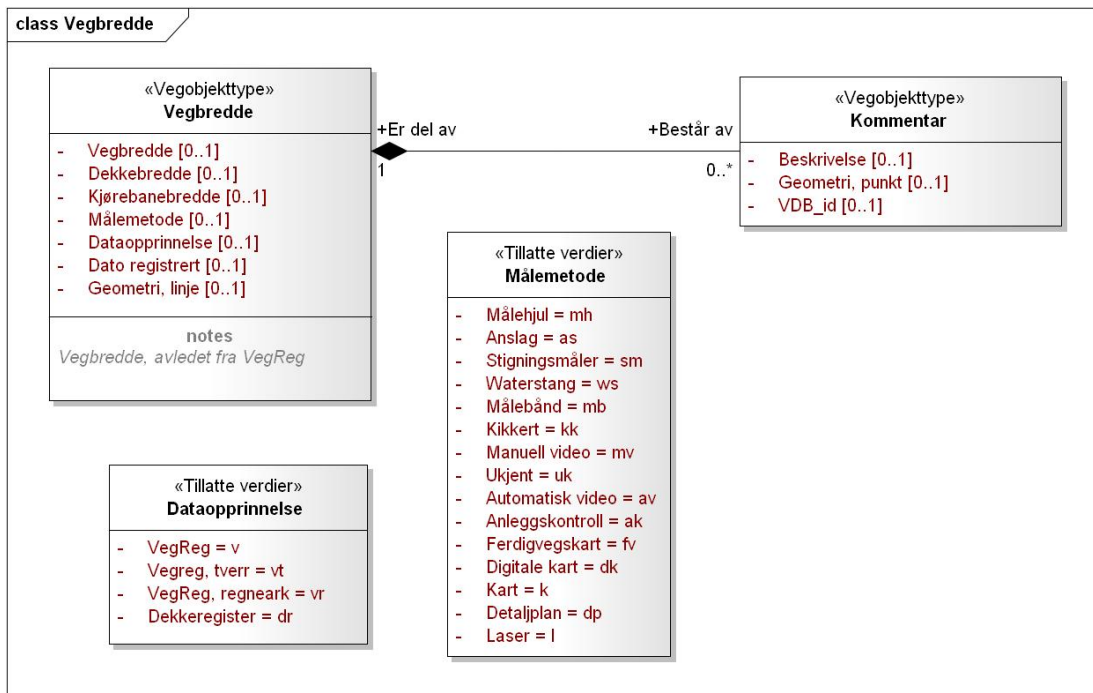 class Vegbredde
«Vegobjekttype»
Vegbredde
- Vegbredde [0..1]
- Dekkebredde [0..1]
- Kjørebanebredde [0..1]
- Målemetode [0..1]
- Dataopprinnelse [0..1]
- Dato registrert [0..1]
- Geometri, linje [0..1]
notes
Vegbredde, avledet fra VegReg
+Er del av
1
+Består av
0..*
«Vegobjekttype»
Kommentar
- Beskrivelse [0..1]
- Geometri, punkt [0..1]
- VDB_id [0..1]
«Tillatte verdier»
Målemetode
- Målehjul = mh
- Anslag = as
- Stigningsmåler = sm
- Waterstang = ws
- Målebånd = mb
- Kikkert = kk
- Manuell video = mv
- Ukjent = uk
- Automatisk video = av
- Anleggskontroll = ak
- Ferdigvegskart = fv
- Digitale kart = dk
- Kart = k
- Detaljplan = dp
- Laser = l
«Tillatte verdier»
Dataopprinnelse
- VegReg = v
- Vegreg, tverr = vt
- VegReg, regneark = vr
- Dekkeregister = dr